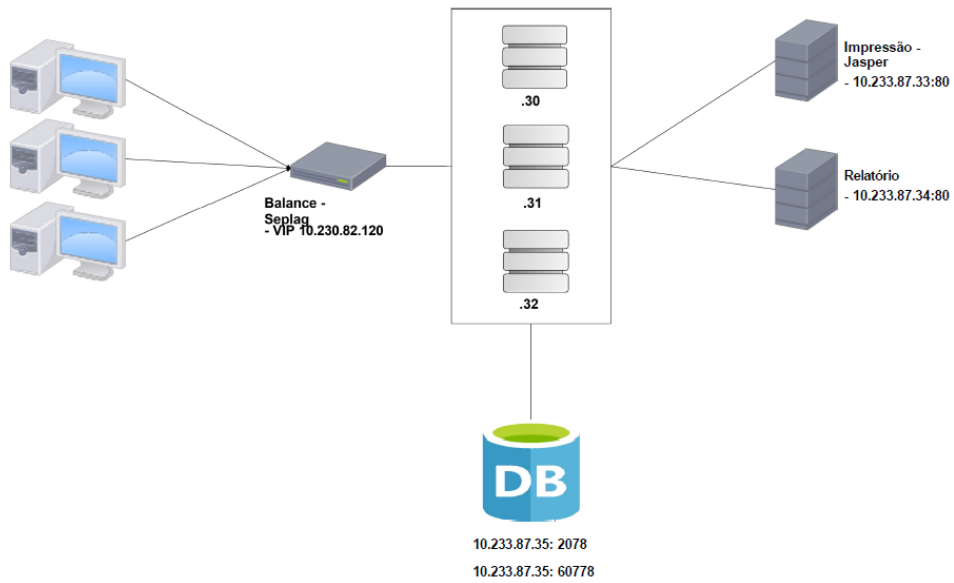 .30
.31
.32
Balance -
Seplag
- VIP 10.230.82.120
Impressão -
Jasper
- 10.233.87.33:80
Relatório
- 10.233.87.34:80
DB
10.233.87.35: 2078
10.233.87.35: 60778